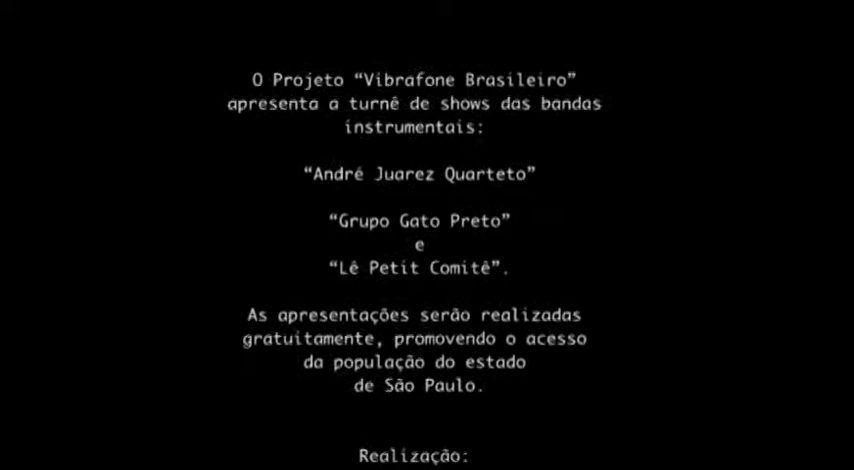 O Projeto “Vibrafone Brasileiro”
apresenta a turnê de shows das bandas
instrumentais:
“André Juarez Quarteto”
“Grupo Gato Preto”
e
“Lê Petit Comitê”.
As apresentações serão realizadas
gratuitamente, promovendo o acesso
da população do estado
de São Paulo.
Realização: